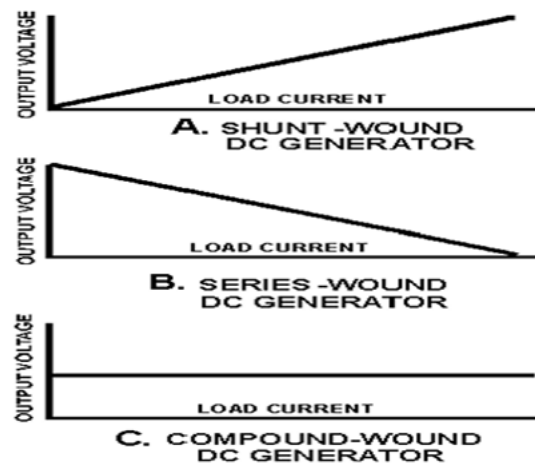 OUTPUT VOLTAGE
LOAD CURRENT
A. SHUNT -WOUND
DC GENERATOR
OUTPUT VOLTAGE
LOAD CURRENT
B. SERIES -WOUND
DC GENERATOR
OUTPUT VOLTAGE
LOAD CURRENT
C. COMPOUND-WOUND
DC GENERATOR